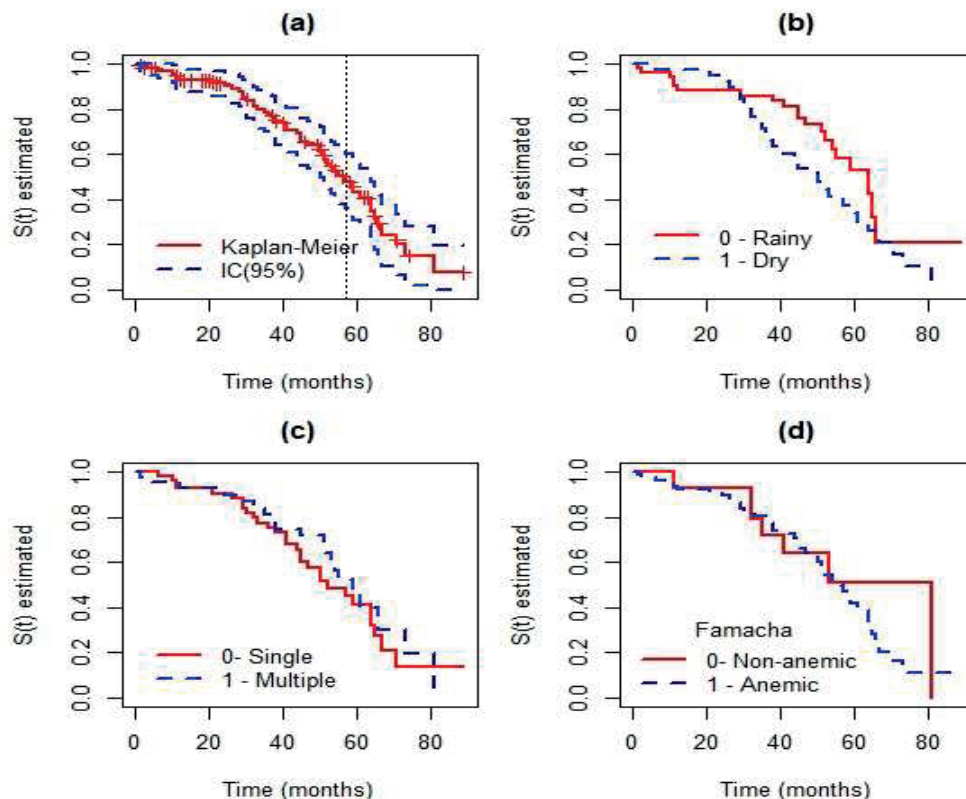 (a)
S(t) estimated
1.0
0.8
0.6
0.4
0.2
0.0
Kaplan-Meier
IC(95%)
0 20 40 60 80
Time (months)
(b)
S(t) estimated
1.0
0.8
0.6
0.4
0.2
0.0
0 - Rainy
1 - Dry
0 20 40 60 80
Time (months)
(c)
S(t) estimated
1.0
0.8
0.6
0.4
0.2
0.0
0- Single
1 - Multiple
0 20 40 60 80
Time (months)
(d)
S(t) estimated
1.0
0.8
0.6
0.4
0.2
0.0
Famacha
0- Non-anemic
1 - Anemic
0 20 40 60 80
Time (months)